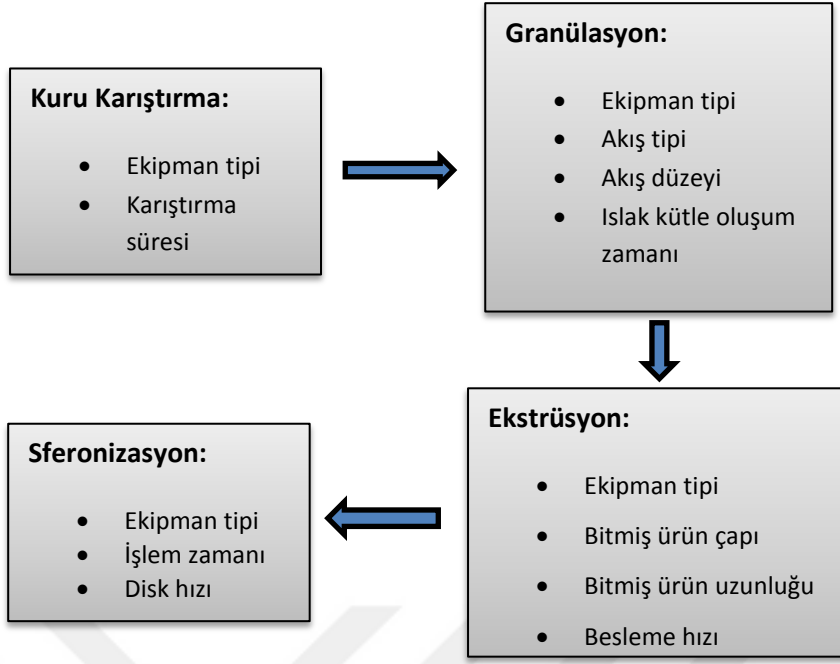 Kuru Karıştırma:
• Ekipman tipi
• Karıştırma
süresi
Granülasyon:
• Ekipman tipi
• Akış tipi
• Akış düzeyi
• Islak kütle oluşum
zamanı
Ekstrüsyon:
• Ekipman tipi
• Bitmiş ürün çapı
• Bitmiş ürün uzunluğu
• Besleme hızı
Sferonizasyon:
• Ekipman tipi
• İşlem zamanı
• Disk hızı